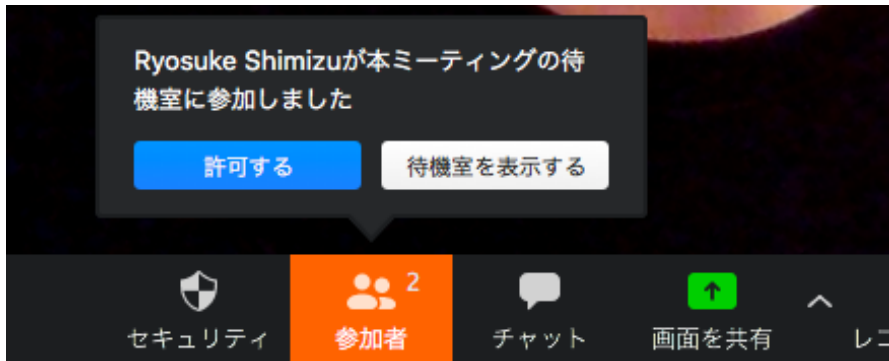 Ryosuke Shimizuが本ミーティングの待
機室に参加しました
許可する
待機室を表示する
2
セキュリティ
参加者
チャット
画面を共有
レコ